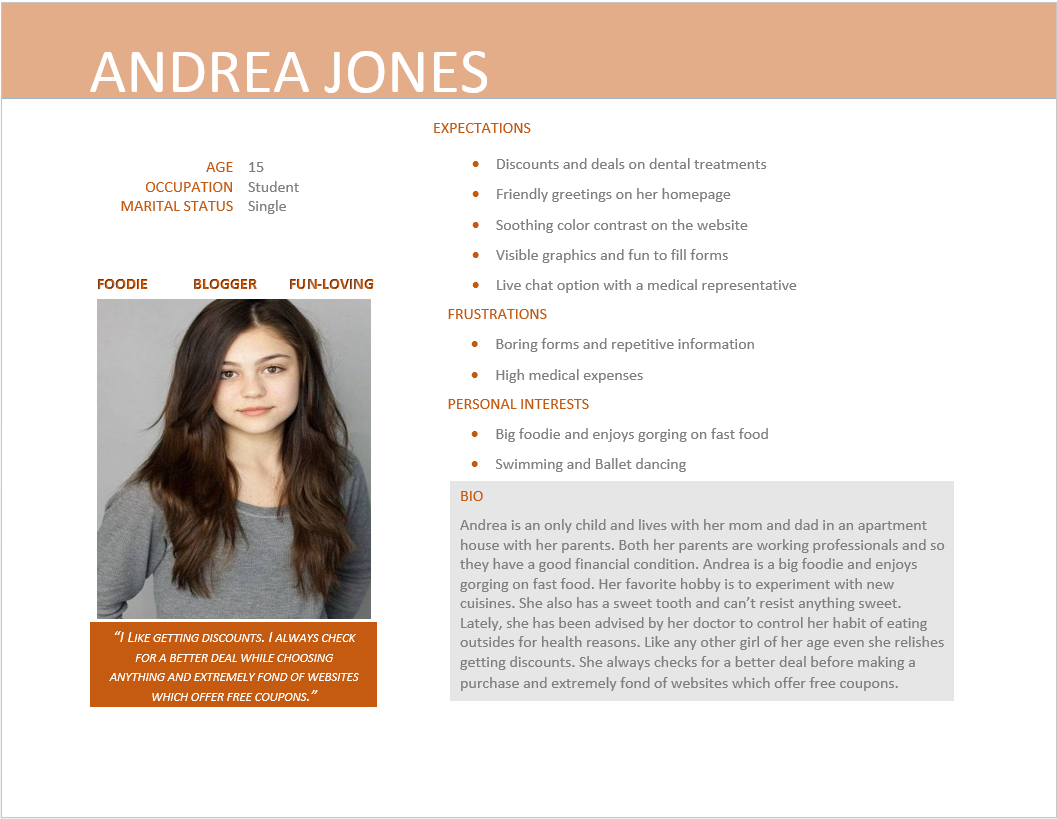 ANDREA JONES
AGE 15
OCCUPATION Student
MARITAL STATUS Single
FOODIE BLOGGER FUN-LOVING
“I LIKE GETTING DISCOUNTS. I ALWAYS CHECK
FOR A BETTER DEAL WHILE CHOOSING
ANYTHING AND EXTREMELY FOND OF WEBSITES
WHICH OFFER FREE COUPONS.”
EXPECTATIONS
• Discounts and deals on dental treatments
• Friendly greetings on her homepage
• Soothing color contrast on the website
• Visible graphics and fun to fill forms
• Live chat option with a medical representative
FRUSTRATIONS
• Boring forms and repetitive information
• High medical expenses
PERSONAL INTERESTS
• Big foodie and enjoys gorging on fast food
• Swimming and Ballet dancing
BIO
Andrea is an only child and lives with her mom and dad in an apartment
house with her parents. Both her parents are working professionals and so
they have a good financial condition. Andrea is a big foodie and enjoys
gorging on fast food. Her favorite hobby is to experiment with new
cuisines. She also has a sweet tooth and can’t resist anything sweet.
Lately, she has been advised by her doctor to control her habit of eating
outsides for health reasons. Like any other girl of her age even she relishes
getting discounts. She always checks for a better deal before making a
purchase and extremely fond of websites which offer free coupons.